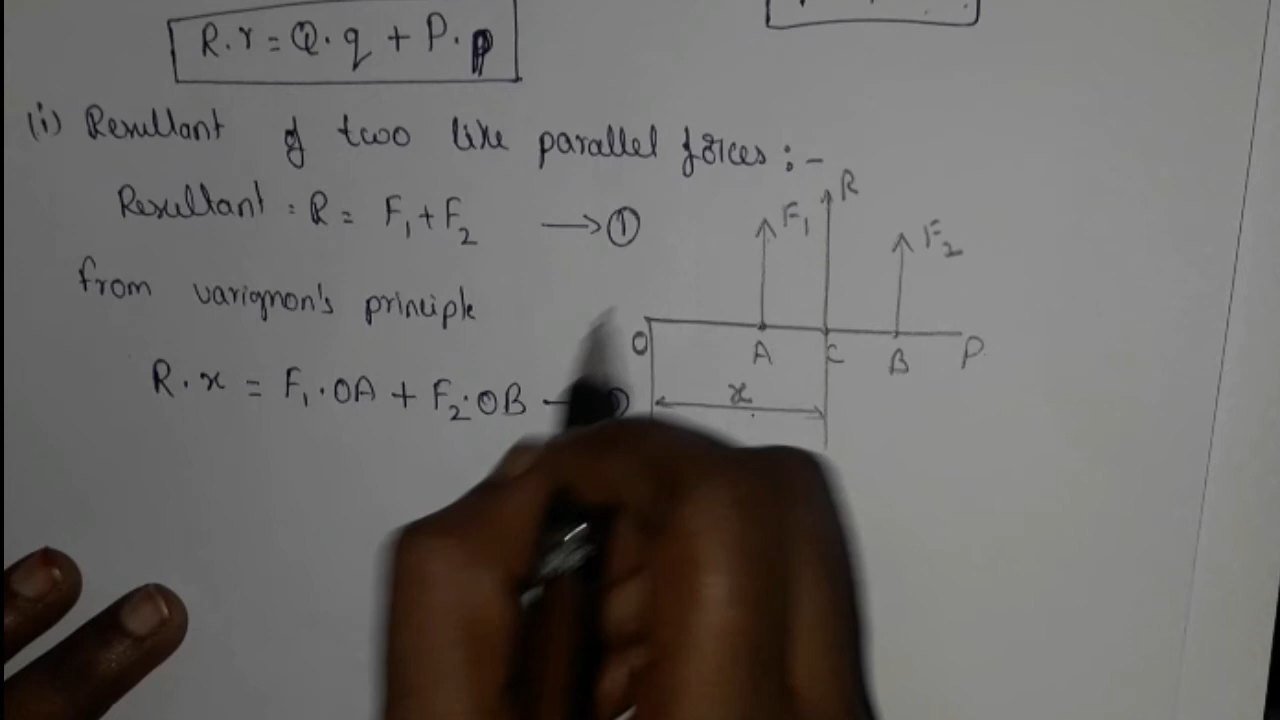 R.r = Q.q + P.p
(i) Resultant of two like parallel forces:-
Resultant = R = F1+F2 → ①
from varignon's principle
R.x = F1.OA + F2.OB
R
F1
F2
O A C B P
x